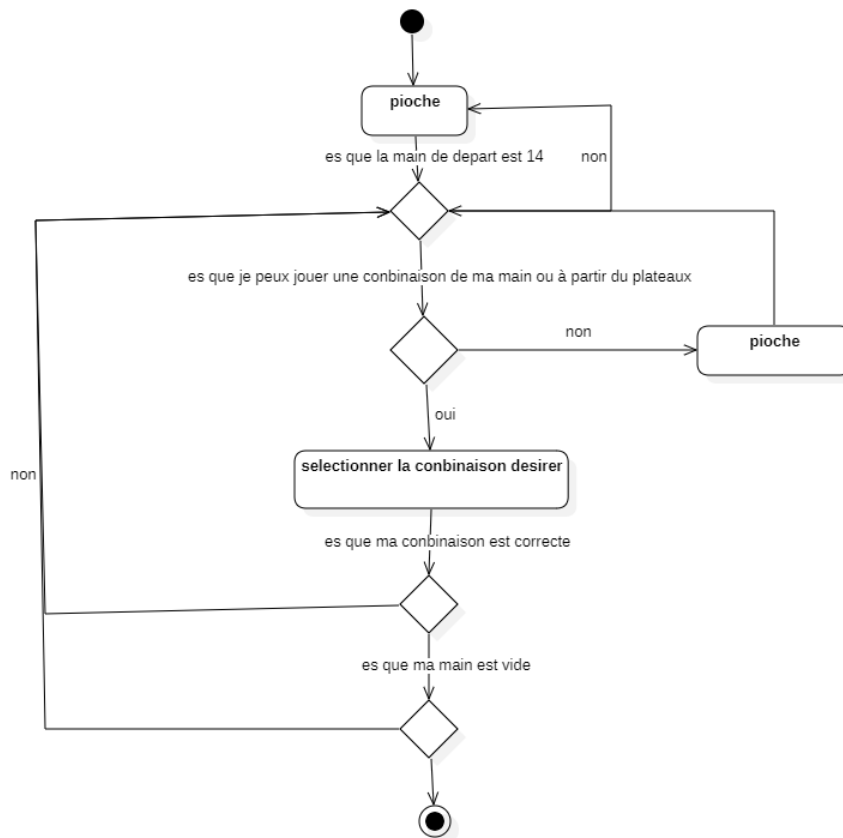 pioche
es que la main de depart est 14
non
es que je peux jouer une conbinaison de ma main ou à partir du plateaux
non
pioche
oui
selectionner la conbinaison desirer
non
es que ma conbinaison est correcte
es que ma main est vide